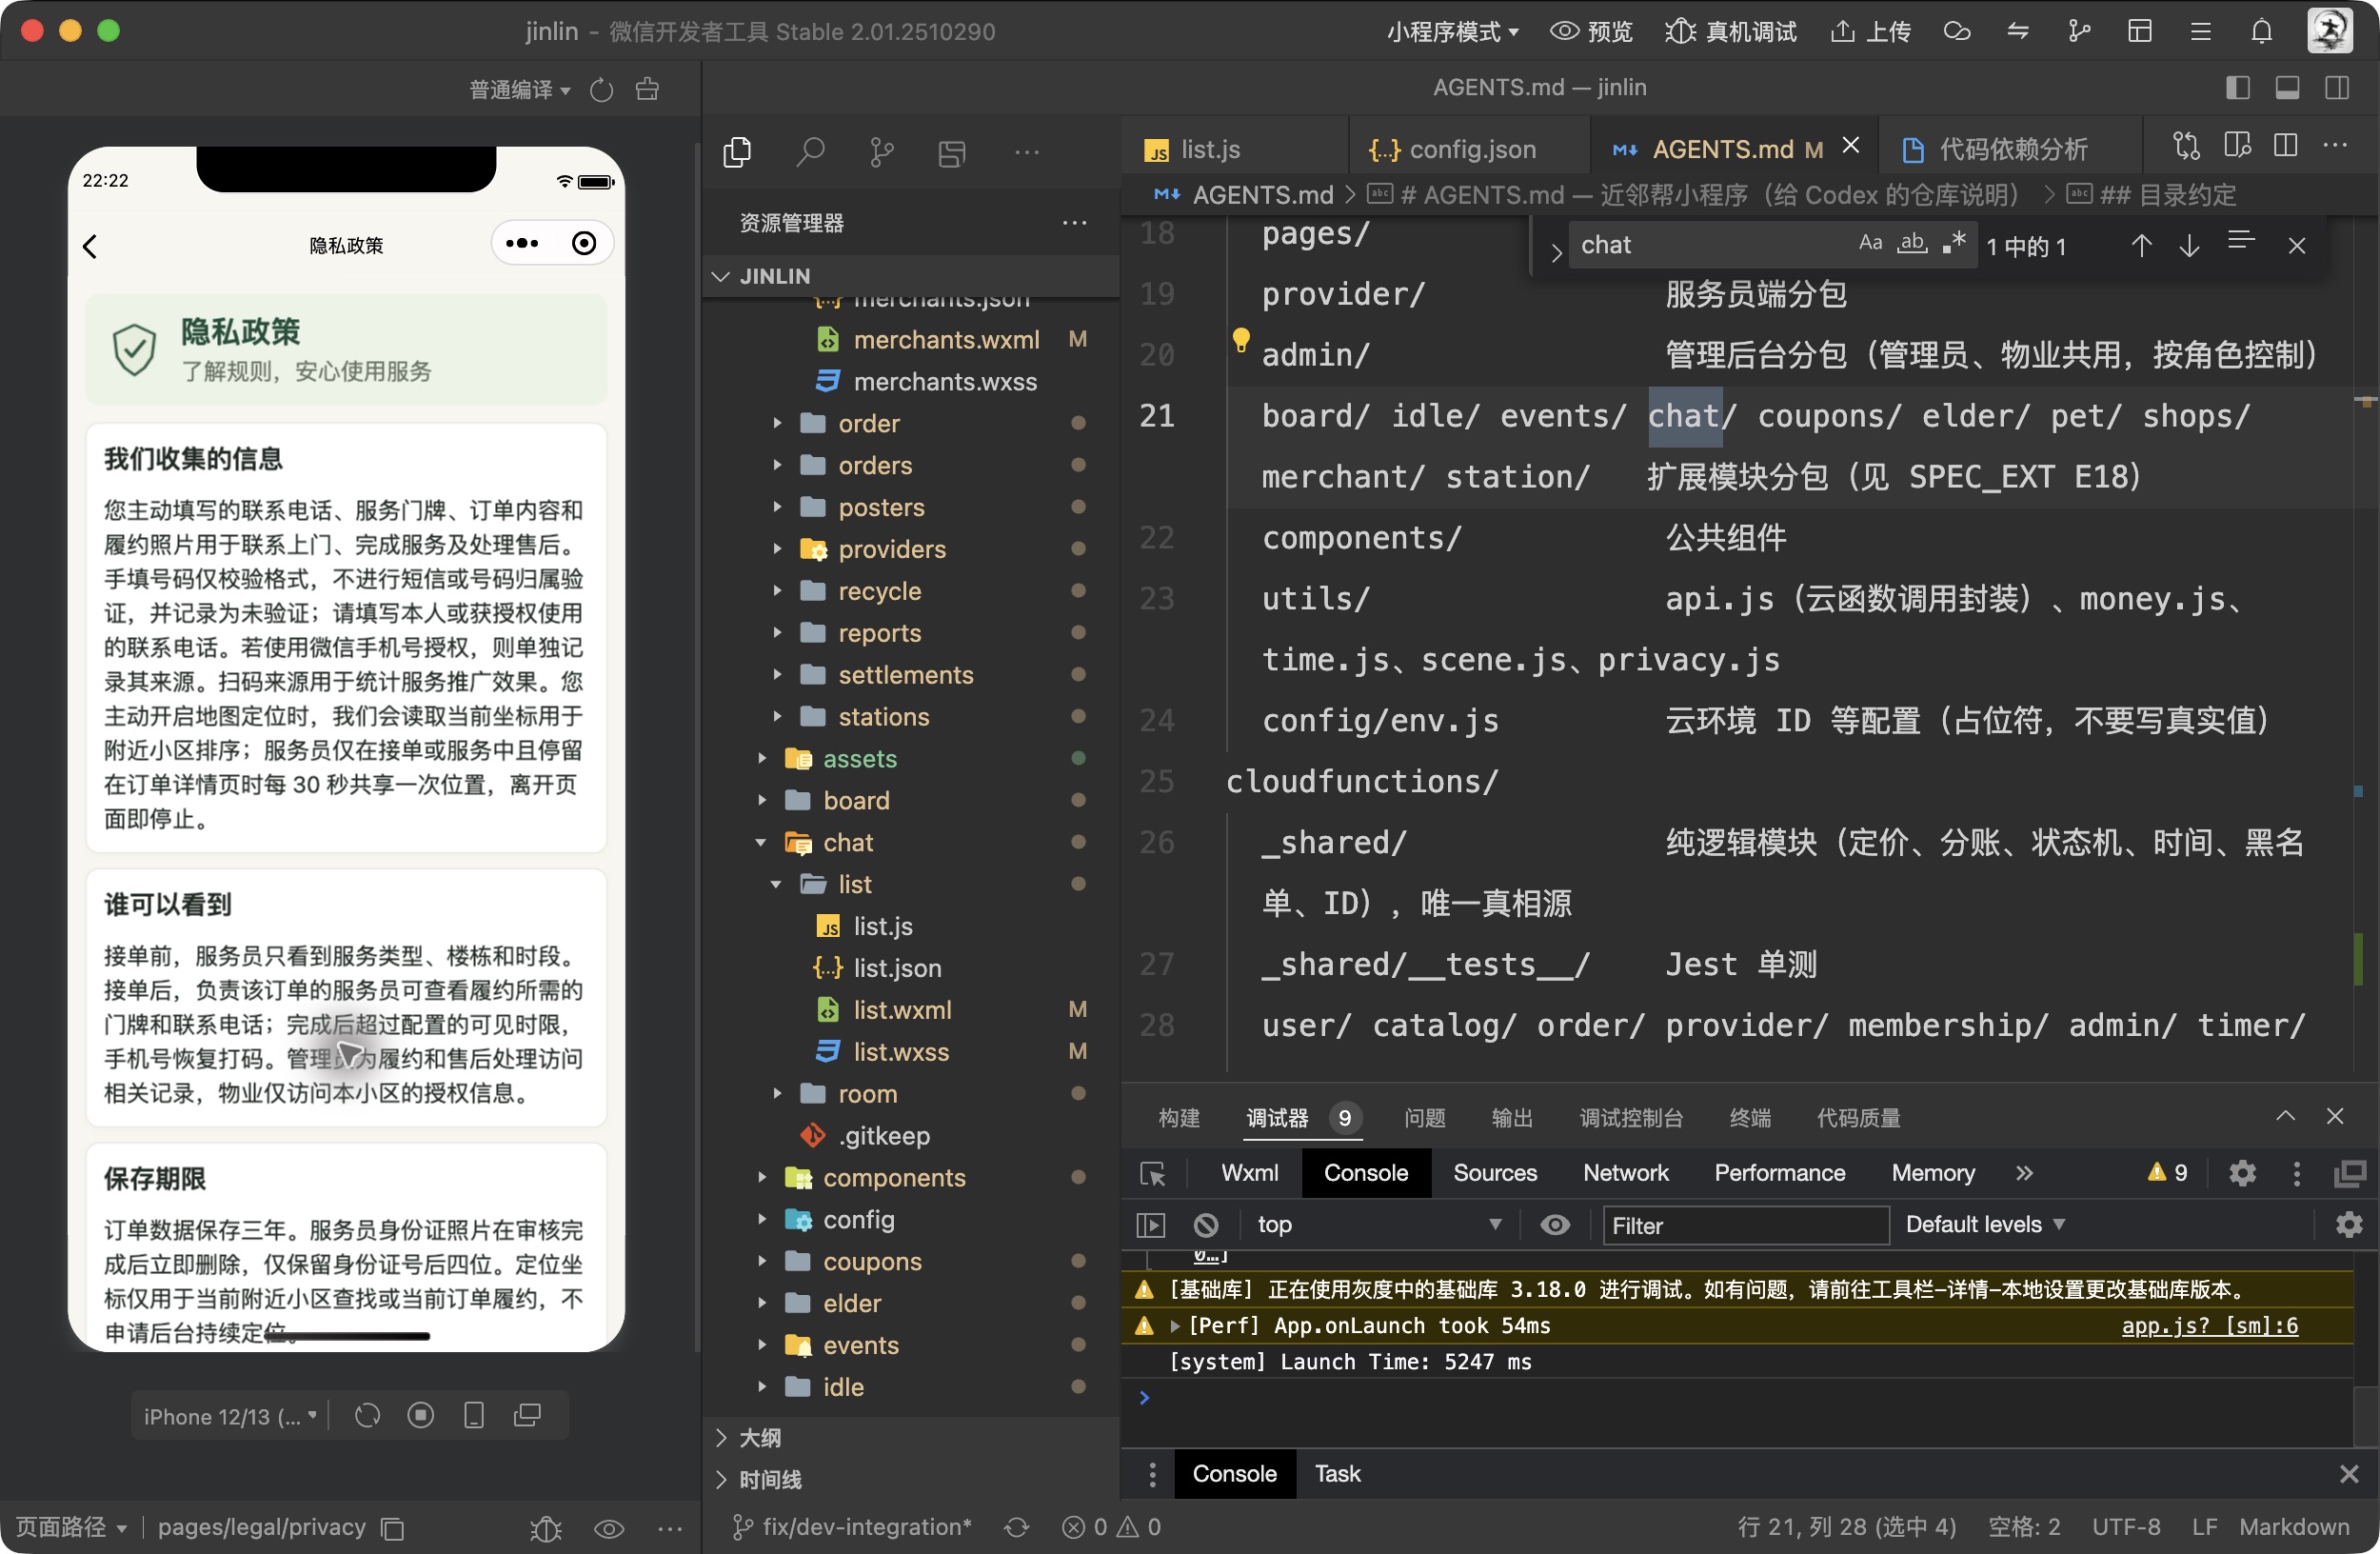 jinlin - 微信开发者工具 Stable 2.01.2510290
小程序模式
预览
真机调试
上传
普通编译
AGENTS.md — jinlin
22:22
隐私政策
隐私政策
了解规则，安心使用服务
我们收集的信息
您主动填写的联系电话、服务门牌、订单内容和
履约照片用于联系上门、完成服务及处理售后。
手填号码仅校验格式，不进行短信或号码归属验
证，并记录为未验证；请填写本人或获授权使用
的联系电话。若使用微信手机号授权，则单独记
录其来源。扫码来源用于统计服务推广效果。您
主动开启地图定位时，我们会读取当前坐标用于
附近小区排序；服务员仅在接单或服务中且停留
在订单详情页时每 30 秒共享一次位置，离开页
面即停止。
谁可以看到
接单前，服务员只看到服务类型、楼栋和时段。
接单后，负责该订单的服务员可查看履约所需的
门牌和联系电话；完成后超过配置的可见时限，
手机号恢复打码。管理员为履约和售后处理访问
相关记录，物业仅访问本小区的授权信息。
保存期限
订单数据保存三年。服务员身份证照片在审核完
成后立即删除，仅保留身份证号后四位。定位坐
标仅用于当前附近小区查找或当前订单履约，不
申请后台持续定位。
iPhone 12/13 (...
页面路径
pages/legal/privacy
资源管理器
JINLIN
merchants.json
merchants.wxml M
merchants.wxss
order
orders
posters
providers
recycle
reports
settlements
stations
assets
board
chat
list
list.js
list.json
list.wxml M
list.wxss M
room
.gitkeep
components
config
coupons
elder
events
idle
大纲
时间线
fix/dev-integration*
0 0
list.js
config.json
AGENTS.md M
代码依赖分析
AGENTS.md > # AGENTS.md — 近邻帮小程序（给 Codex 的仓库说明） > ## 目录约定
chat Aa ab .* 1 中的 1
18 pages/
19 provider/ 服务员端分包
20 admin/ 管理后台分包（管理员、物业共用，按角色控制）
21 board/ idle/ events/ chat/ coupons/ elder/ pet/ shops/
merchant/ station/ 扩展模块分包（见 SPEC_EXT E18）
22 components/ 公共组件
23 utils/ api.js（云函数调用封装）、money.js、
time.js、scene.js、privacy.js
24 config/env.js 云环境 ID 等配置（占位符，不要写真实值）
25 cloudfunctions/
26 _shared/ 纯逻辑模块（定价、分账、状态机、时间、黑名
单、ID），唯一真相源
27 _shared/__tests__/ Jest 单测
28 user/ catalog/ order/ provider/ membership/ admin/ timer/
构建
调试器 9
问题
输出
调试控制台
终端
代码质量
Wxml
Console
Sources
Network
Performance
Memory
9
top
Filter
Default levels
0…]
[基础库] 正在使用灰度中的基础库 3.18.0 进行调试。如有问题，请前往工具栏-详情-本地设置更改基础库版本。
[Perf] App.onLaunch took 54ms app.js? [sm]:6
[system] Launch Time: 5247 ms
Console
Task
行 21, 列 28 (选中 4)
空格: 2
UTF-8
LF
Markdown